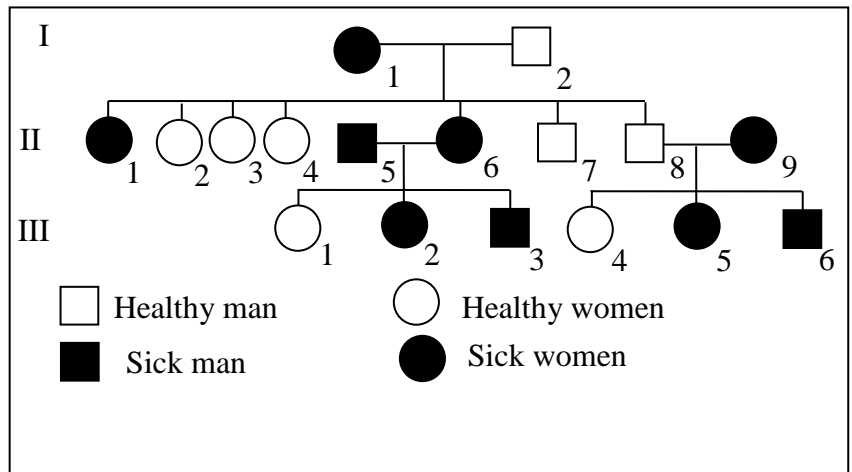 I
1 2
II
1 2 3 4 5 6 7 8 9
III
1 2 3 4 5 6
Healthy man
Healthy women
Sick man
Sick women